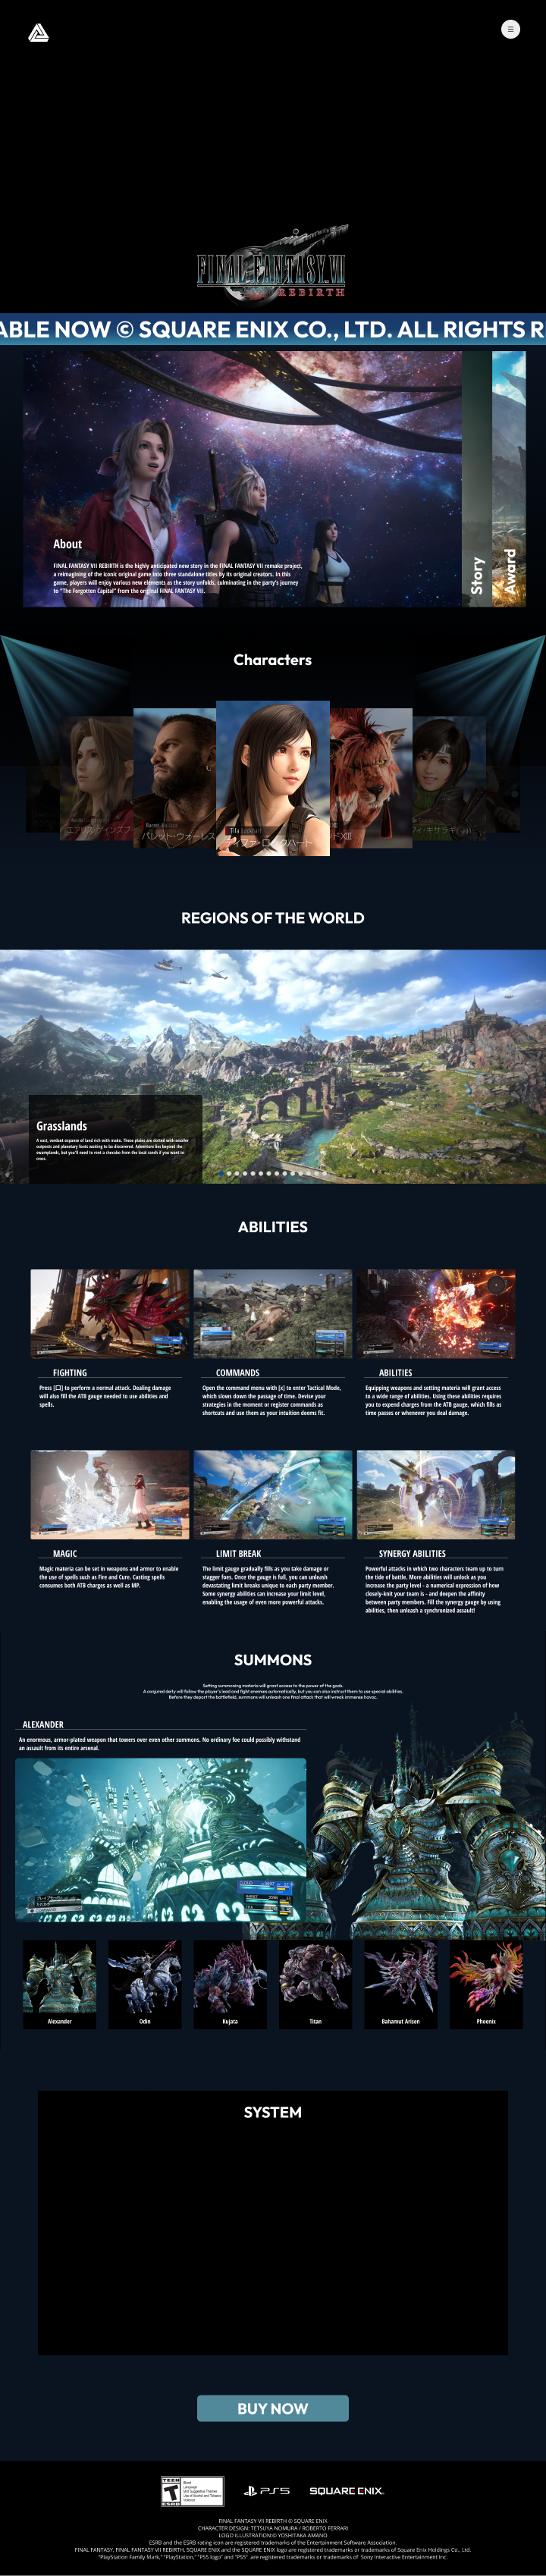 FINAL FANTASY VII
REBIRTH
ABLE NOW © SQUARE ENIX CO., LTD. ALL RIGHTS R
About
FINAL FANTASY VII REBIRTH is the highly anticipated new story in the FINAL FANTASY VII remake project,
a reimagining of the iconic original game into three standalone titles by its original creators. In this
game, players will enjoy various new elements as the story unfolds, culminating in the party's journey
to "The Forgotten Capital" from the original FINAL FANTASY VII.
Story
Award
Characters
Barret Wallace
バレット・ウォーレス
Tifa Lockhart
ティファ・ロックハート
REGIONS OF THE WORLD
Grasslands
A vast, verdant expanse of land rich with mako. These plains are dotted with smaller
outposts and planetary fonts waiting to be discovered. Adventure lies beyond the
swamplands, but you'll need to rent a chocobo from the local ranch if you want to
cross.
ABILITIES
FIGHTING
Press [□] to perform a normal attack. Dealing damage
will also fill the ATB gauge needed to use abilities and
spells.
COMMANDS
Open the command menu with [x] to enter Tactical Mode,
which slows down the passage of time. Devise your
strategies in the moment or register commands as
shortcuts and use them as your intuition deems fit.
ABILITIES
Equipping weapons and setting materia will grant access
to a wide range of abilities. Using these abilities requires
you to expend charges from the ATB gauge, which fills as
time passes or whenever you deal damage.
MAGIC
Magic materia can be set in weapons and armor to enable
the use of spells such as Fire and Cure. Casting spells
consumes both ATB charges as well as MP.
LIMIT BREAK
The limit gauge gradually fills as you take damage or
stagger foes. Once the gauge is full, you can unleash
devastating limit breaks unique to each party member.
Some synergy abilities can increase your limit level,
enabling the usage of even more powerful attacks.
SYNERGY ABILITIES
Powerful attacks in which two characters team up to turn
the tide of battle. More abilities will unlock as you
increase the party level - a numerical expression of how
closely-knit your team is - and deepen the affinity
between party members. Fill the synergy gauge by using
abilities, then unleash a synchronized assault!
SUMMONS
Setting summoning materia will grant access to the power of the gods.
A conjured deity will follow the player's lead and fight enemies automatically, but you can also instruct them to use special abilities.
Before they depart the battlefield, summons will unleash one final attack that will wreak immense havoc.
ALEXANDER
An enormous, armor-plated weapon that towers over even other summons. No ordinary foe could possibly withstand
an assault from its entire arsenal.
CLOUD
Alexander
Odin
Kujata
Titan
Bahamut Arisen
Phoenix
SYSTEM
BUY NOW
TEEN
T
ESRB
Blood
Language
Mild Suggestive Themes
Use of Alcohol and Tobacco
Violence
PS5
SQUARE ENIX.
FINAL FANTASY VII REBIRTH © SQUARE ENIX
CHARACTER DESIGN: TETSUYA NOMURA / ROBERTO FERRARI
LOGO ILLUSTRATION:© YOSHITAKA AMANO
ESRB and the ESRB rating icon are registered trademarks of the Entertainment Software Association.
FINAL FANTASY, FINAL FANTASY VII REBIRTH, SQUARE ENIX and the SQUARE ENIX logo are registered trademarks or trademarks of Square Enix Holdings Co., Ltd.
"PlayStation Family Mark," "PlayStation," "PS5 logo" and "PS5" are registered trademarks or trademarks of Sony Interactive Entertainment Inc.